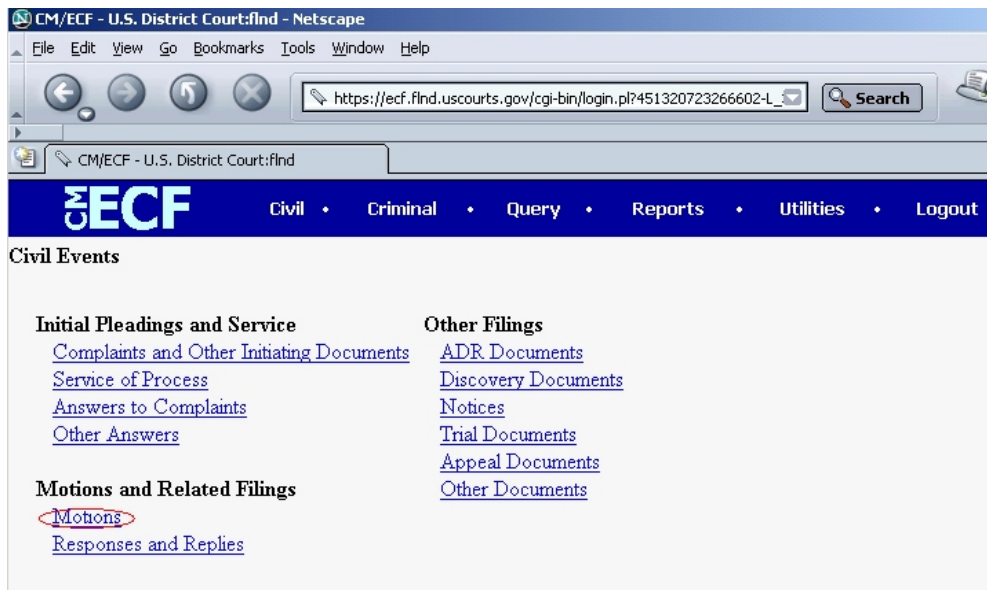 CM/ECF - U.S. District Court:flnd - Netscape
File Edit View Go Bookmarks Tools Window Help
https://ecf.flnd.uscourts.gov/cgi-bin/login.pl?451320723266602-L_ Search
CM/ECF - U.S. District Court:flnd
CM ECF Civil • Criminal • Query • Reports • Utilities • Logout
Civil Events
Initial Pleadings and Service
Complaints and Other Initiating Documents
Service of Process
Answers to Complaints
Other Answers
Motions and Related Filings
Motions
Responses and Replies
Other Filings
ADR Documents
Discovery Documents
Notices
Trial Documents
Appeal Documents
Other Documents